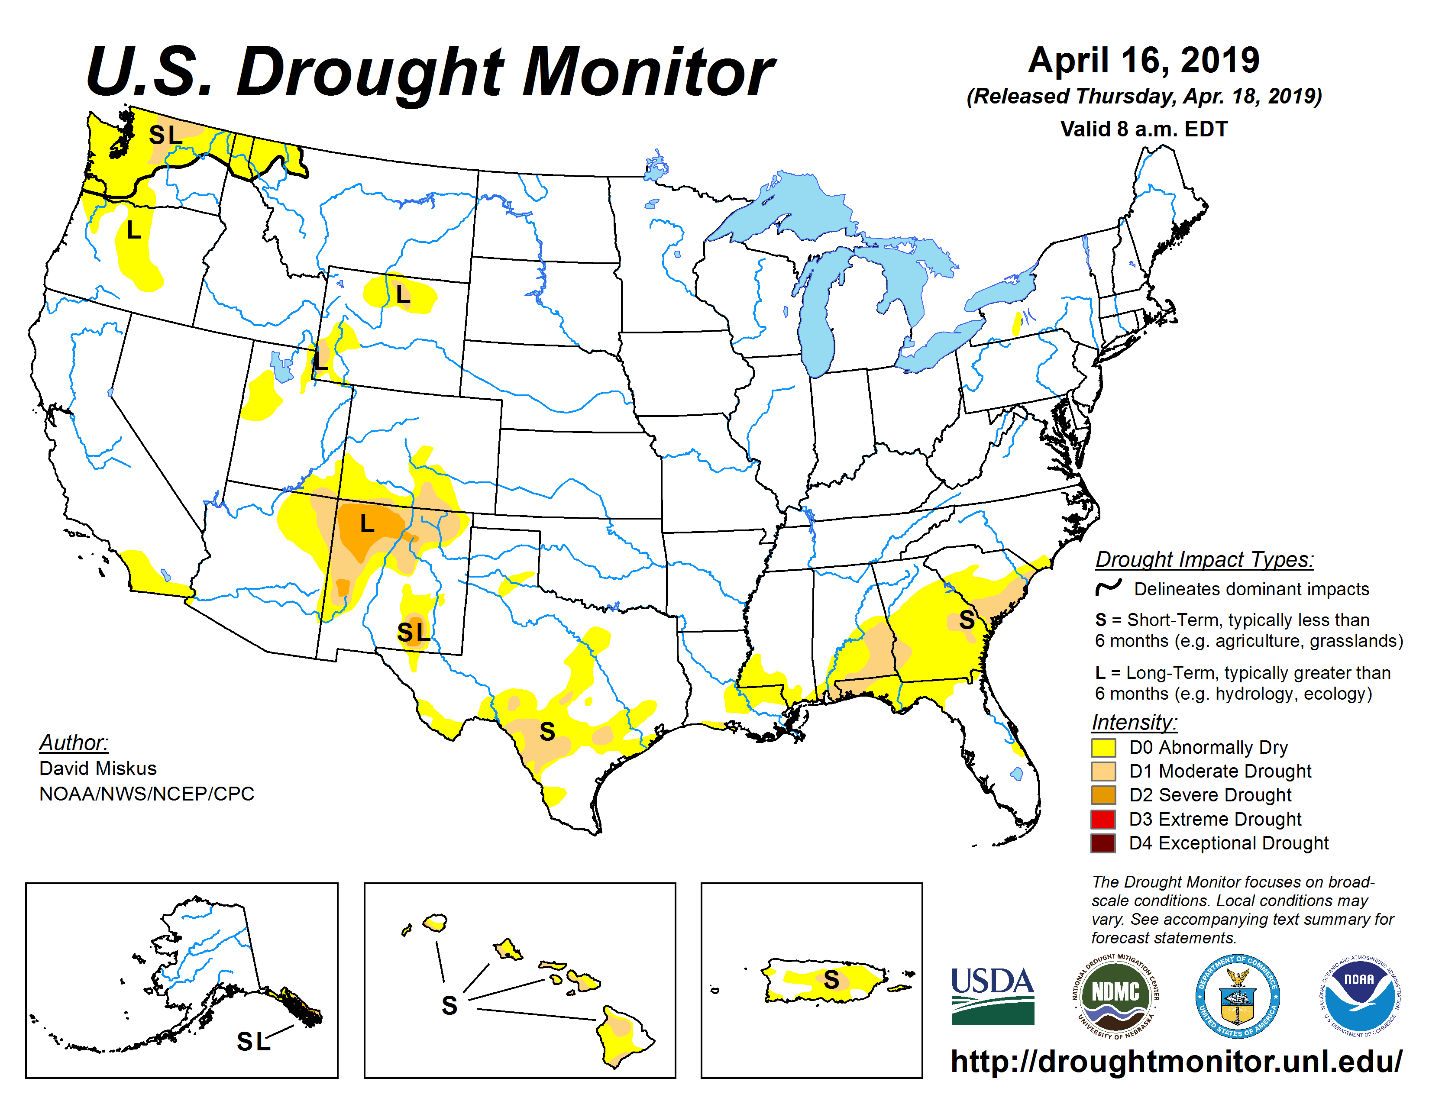 U.S. Drought Monitor
April 16, 2019
(Released Thursday, Apr. 18, 2019)
Valid 8 a.m. EDT
SL
L
L
L
L
SL
S
S
Drought Impact Types:
Delineates dominant impacts
S = Short-Term, typically less than
6 months (e.g. agriculture, grasslands)
L = Long-Term, typically greater than
6 months (e.g. hydrology, ecology)
Intensity:
D0 Abnormally Dry
D1 Moderate Drought
D2 Severe Drought
D3 Extreme Drought
D4 Exceptional Drought
Author:
David Miskus
NOAA/NWS/NCEP/CPC
SL
S
S
The Drought Monitor focuses on broad-
scale conditions. Local conditions may
vary. See accompanying text summary for
forecast statements.
USDA
NATIONAL DROUGHT MITIGATION CENTER
NDMC
UNIVERSITY OF NEBRASKA
DEPARTMENT OF COMMERCE
UNITED STATES OF AMERICA
NOAA
http://droughtmonitor.unl.edu/